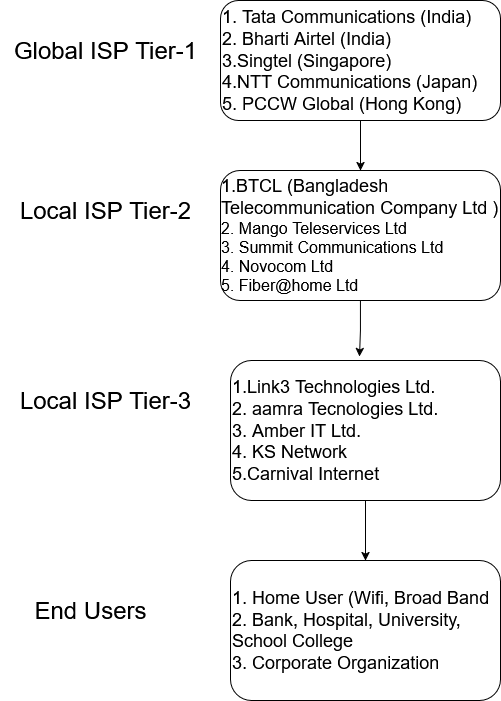 Global ISP Tier-1
1. Tata Communications (India)
2. Bharti Airtel (India)
3.Singtel (Singapore)
4.NTT Communications (Japan)
5. PCCW Global (Hong Kong)
Local ISP Tier-2
1.BTCL (Bangladesh
Telecommunication Company Ltd )
2. Mango Teleservices Ltd
3. Summit Communications Ltd
4. Novocom Ltd
5. Fiber@home Ltd
Local ISP Tier-3
1.Link3 Technologies Ltd.
2. aamra Tecnologies Ltd.
3. Amber IT Ltd.
4. KS Network
5.Carnival Internet
End Users
1. Home User (Wifi, Broad Band
2. Bank, Hospital, University,
School College
3. Corporate Organization